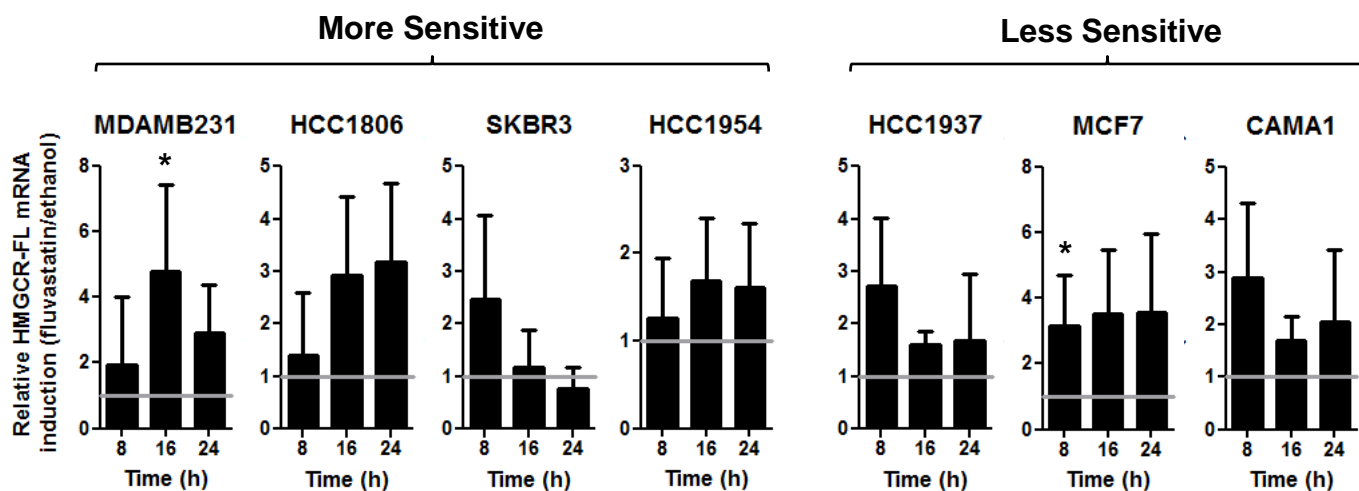 More Sensitive
Less Sensitive
MDAMB231
HCC1806
SKBR3
HCC1954
HCC1937
MCF7
CAMA1
Relative HMGCR-FL mRNA
induction (fluvastatin/ethanol)
8
6
4
2
0
*
8 16 24
Time (h)
5
4
3
2
1
0
8 16 24
Time (h)
5
4
3
2
1
0
8 16 24
Time (h)
3
2
1
0
8 16 24
Time (h)
5
4
3
2
1
0
8 16 24
Time (h)
8
6
4
2
0
*
8 16 24
Time (h)
5
4
3
2
1
0
8 16 24
Time (h)